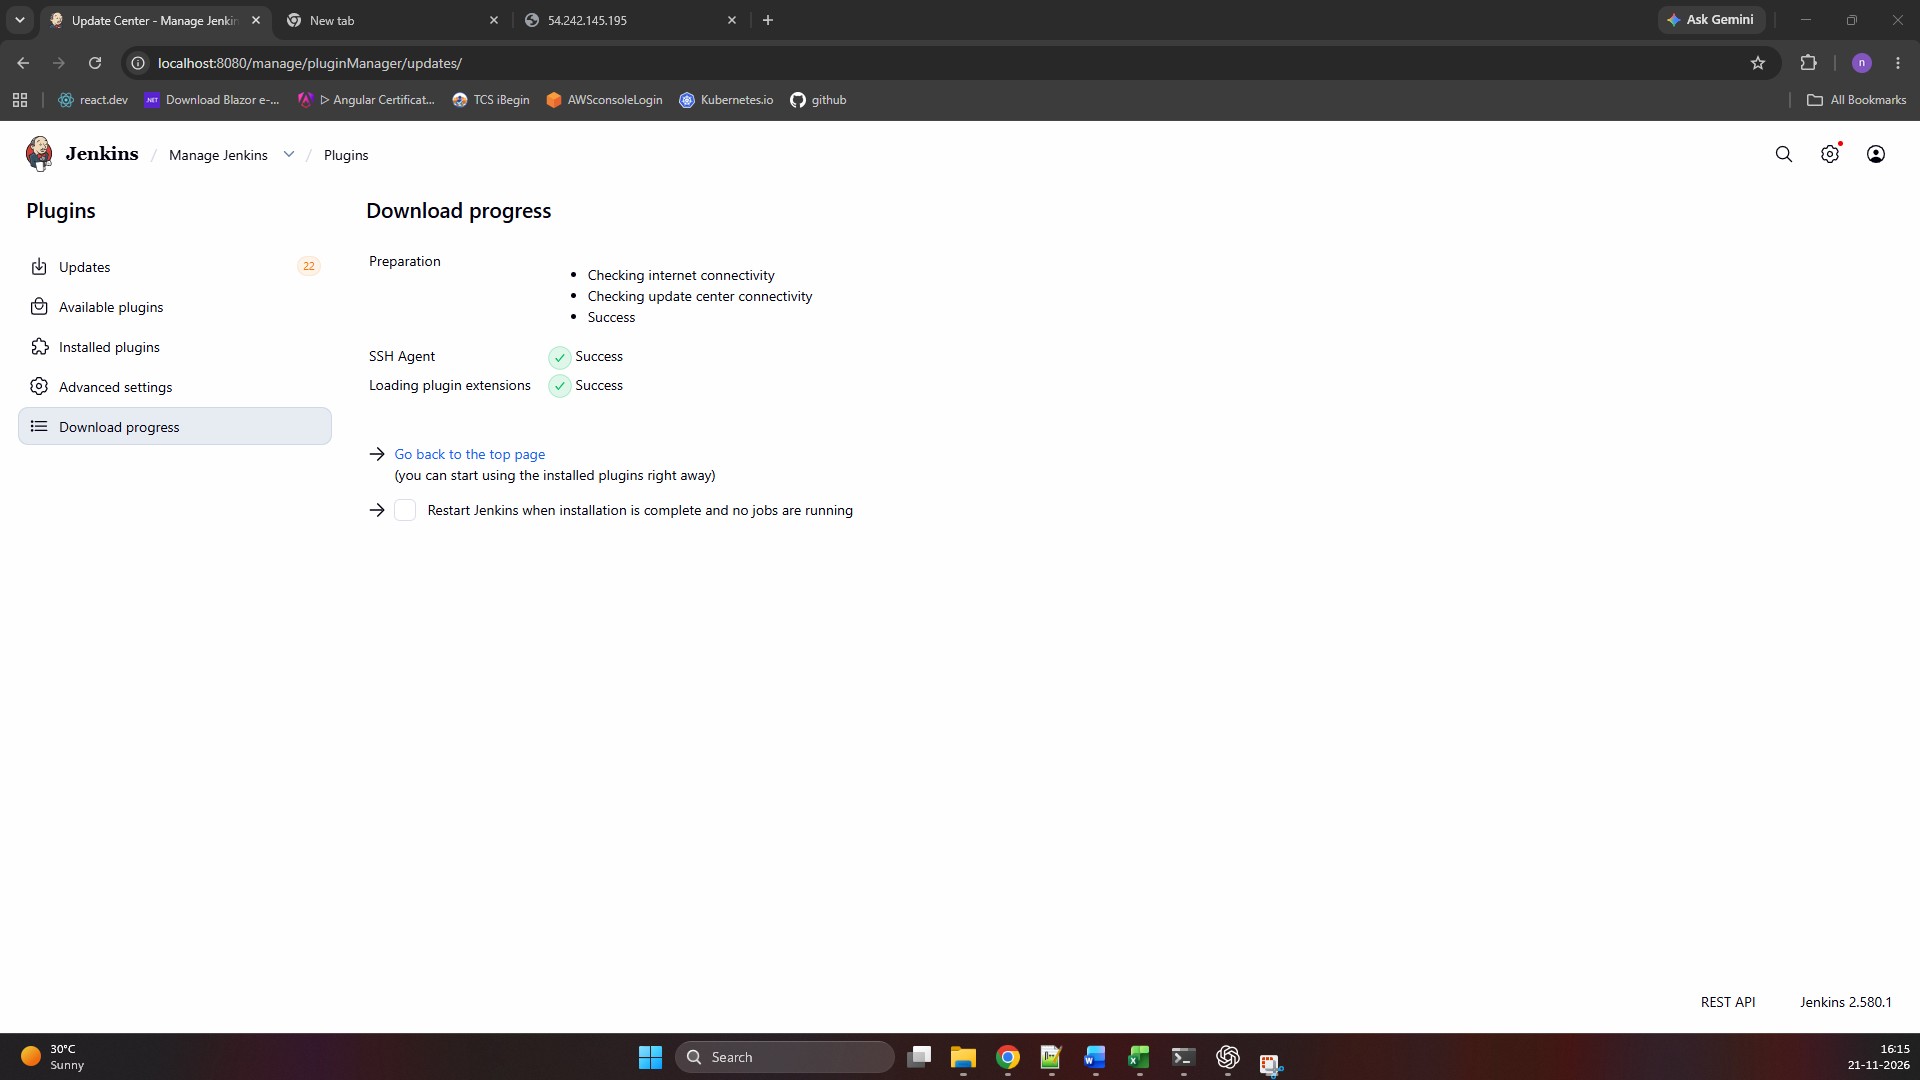 Update Center - Manage Jenkin
New tab
54.242.145.195
Ask Gemini
localhost:8080/manage/pluginManager/updates/
n
react.dev
.NET
Download Blazor e-...
▷ Angular Certificat...
TCS iBegin
AWSconsoleLogin
Kubernetes.io
github
All Bookmarks
Jenkins / Manage Jenkins / Plugins
Plugins
Updates
22
Available plugins
Installed plugins
Advanced settings
Download progress
Download progress
Preparation
• Checking internet connectivity
• Checking update center connectivity
• Success
SSH Agent Success
Loading plugin extensions Success
→ Go back to the top page
(you can start using the installed plugins right away)
→ Restart Jenkins when installation is complete and no jobs are running
REST API Jenkins 2.580.1
30°C
Sunny
Search
16:15
21-11-2026